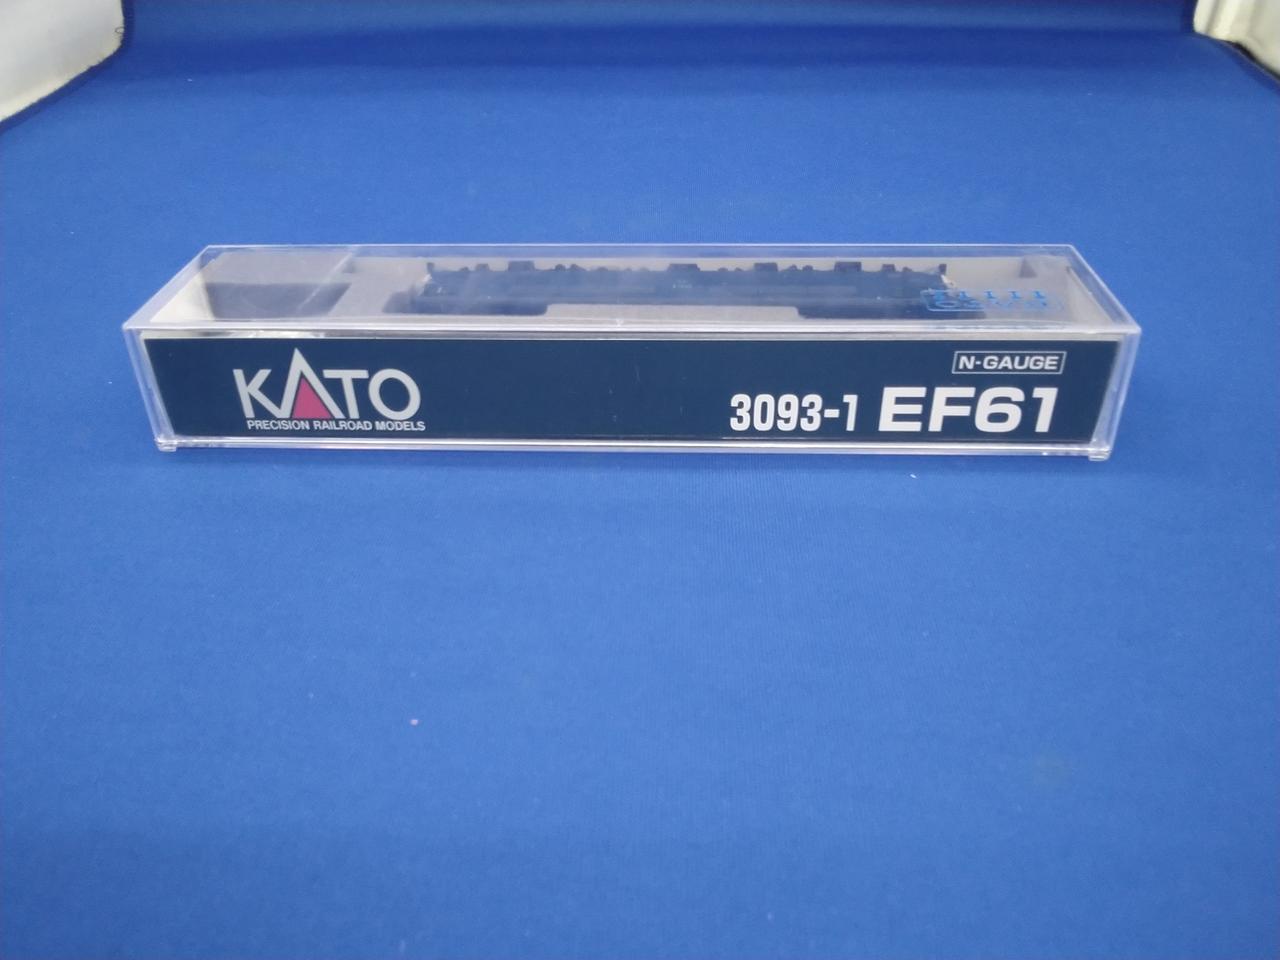 N-GAUGE
KATO
3093-1 EF61
PRECISION RAILROAD MODELS